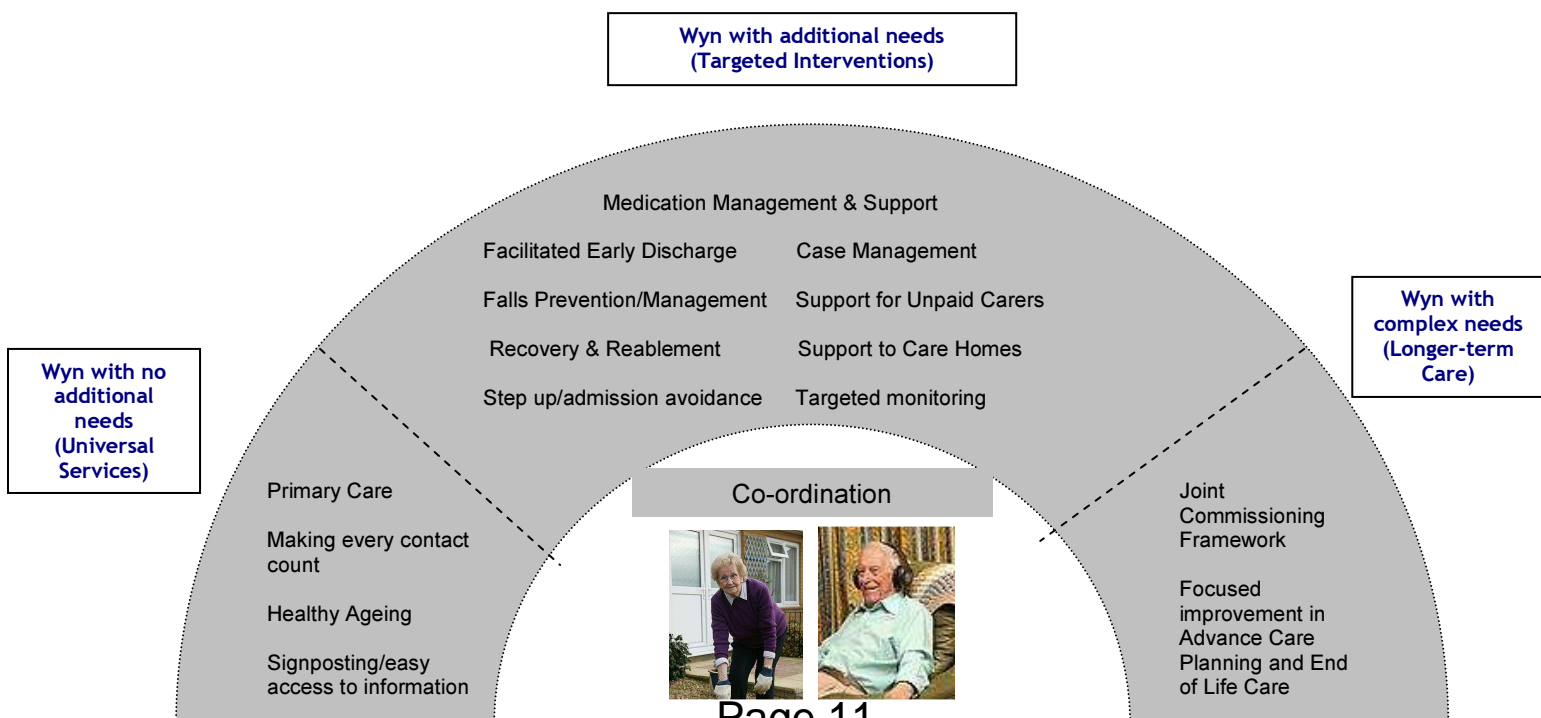 Wyn with additional needs
(Targeted Interventions)
Medication Management & Support
Facilitated Early Discharge
Case Management
Falls Prevention/Management
Support for Unpaid Carers
Recovery & Reablement
Support to Care Homes
Step up/admission avoidance
Targeted monitoring
Wyn with
complex needs
(Longer-term
Care)
Wyn with no
additional
needs
(Universal
Services)
Primary Care
Making every contact
count
Healthy Ageing
Signposting/easy
access to information
Co-ordination
Joint
Commissioning
Framework
Focused
improvement in
Advance Care
Planning and End
of Life Care
Page 11